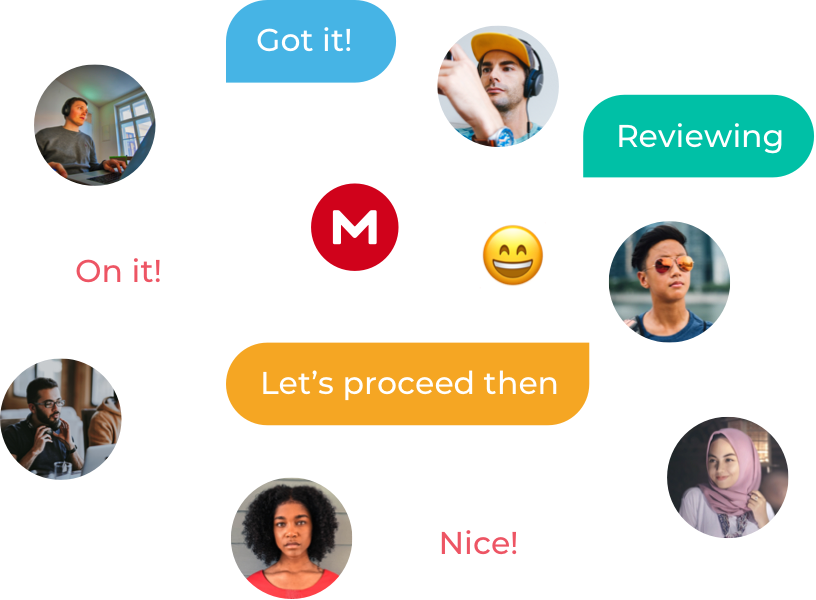 Got it!
Reviewing
M
On it!
Let’s proceed then
Nice!